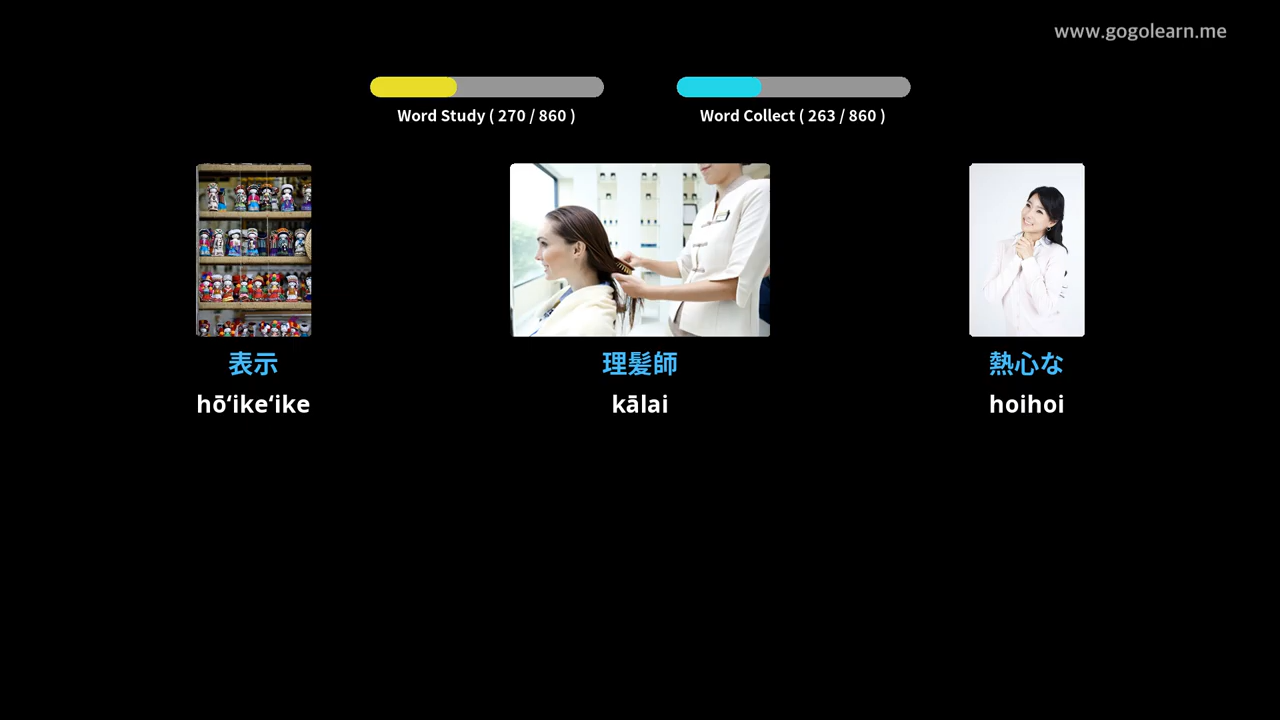 www.gogolearn.me
Word Study ( 270 / 860 )
Word Collect ( 263 / 860 )
表示
理髪師
熱心な
hōʻikeʻike
kālai
hoihoi